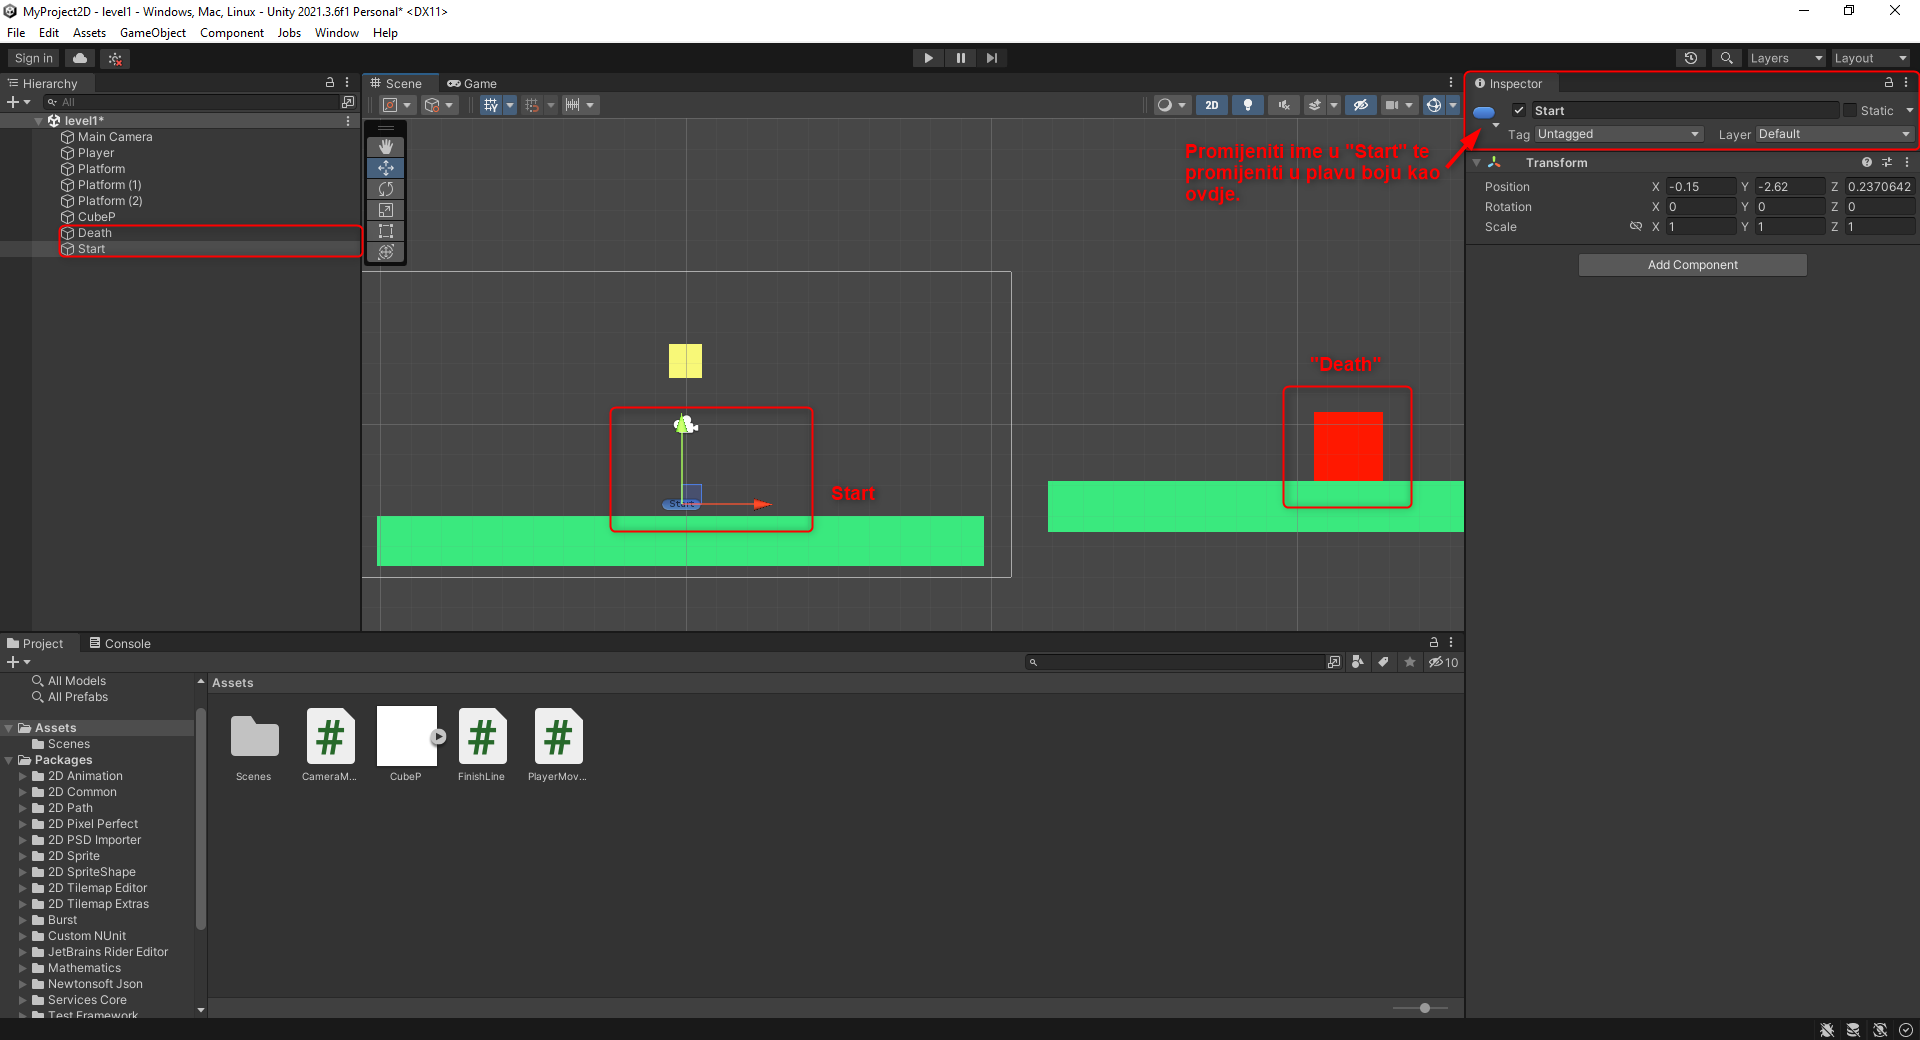 MyProject2D - level1 - Windows, Mac, Linux - Unity 2021.3.6f1 Personal* <DX11>
File Edit Assets GameObject Component Jobs Window Help
Sign in
Layers Layout
Hierarchy
All
level1*
Main Camera
Player
Platform
Platform (1)
Platform (2)
CubeP
Death
Start
Scene Game
2D
Promijeniti ime u "Start" te
promijeniti u plavu boju kao
ovdje.
"Death"
Start
Start
Inspector
Start Static
Tag Untagged Layer Default
Transform
Position X -0.15 Y -2.62 Z 0.2370642
Rotation X 0 Y 0 Z 0
Scale X 1 Y 1 Z 1
Add Component
Project Console
10
All Models
All Prefabs
Assets
Scenes
Packages
2D Animation
2D Common
2D Path
2D Pixel Perfect
2D PSD Importer
2D Sprite
2D SpriteShape
2D Tilemap Editor
2D Tilemap Extras
Burst
Custom NUnit
JetBrains Rider Editor
Mathematics
Newtonsoft Json
Services Core
Test Framework
Assets
Scenes
CameraM...
CubeP
FinishLine
PlayerMov...